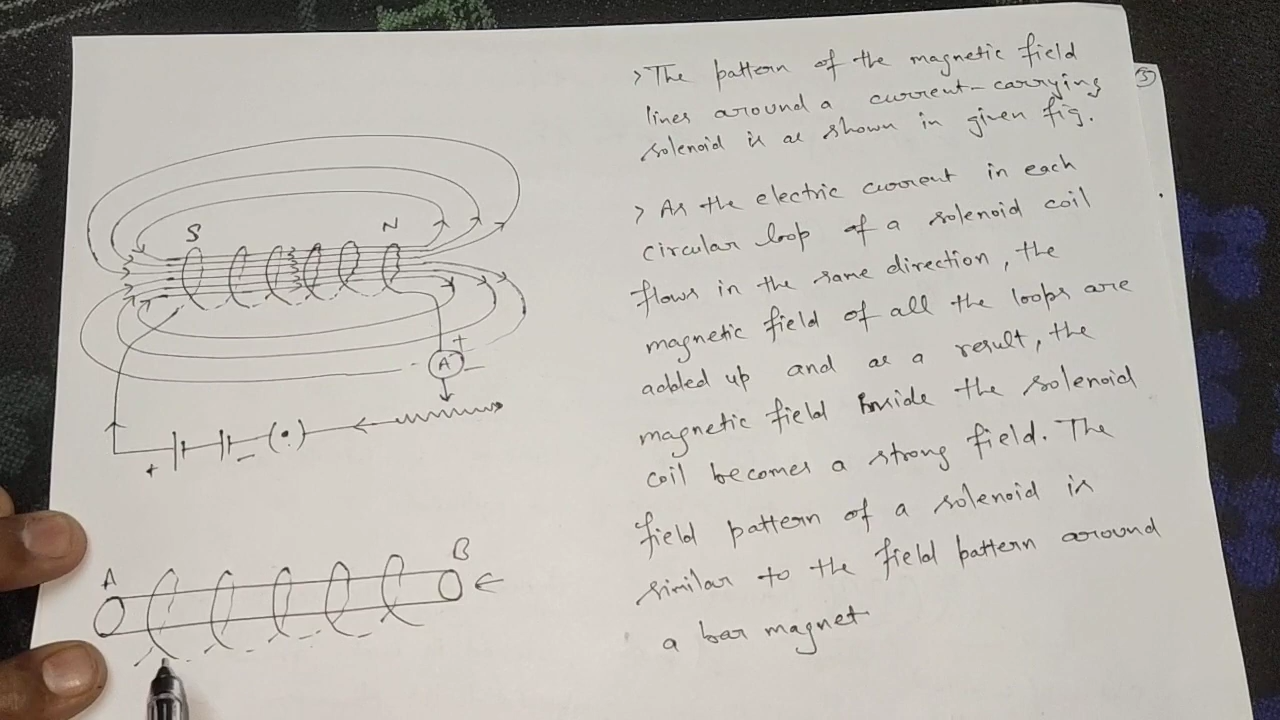 > The pattern of the magnetic field
lines around a current-carrying
solenoid is as shown in given fig.
> As the electric current in each
circular loop of a solenoid coil
flows in the same direction, the
magnetic field of all the loops are
added up and as a result, the
magnetic field inside the solenoid
coil becomes a strong field. The
field pattern of a solenoid is
similar to the field pattern around
a bar magnet
5
S
N
+
A
-
+
-
(·)
A
B